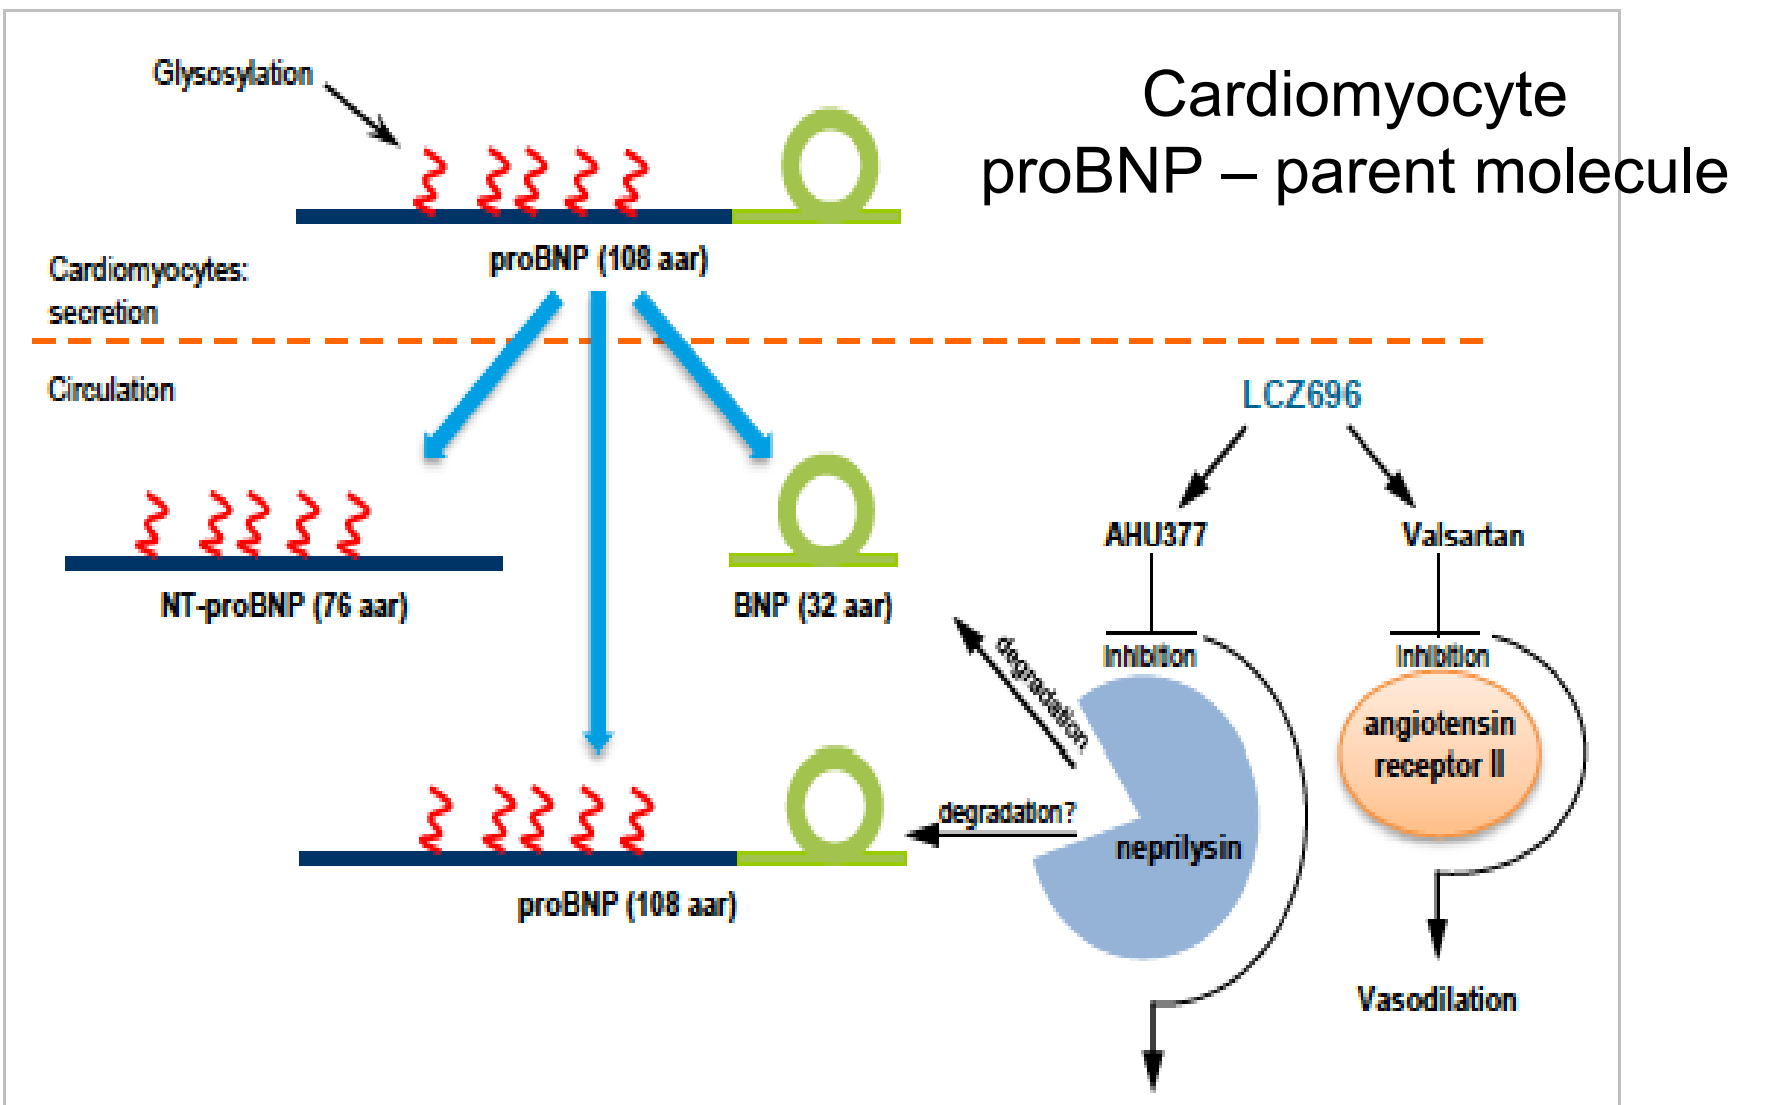 Glysosylation
Cardiomyocyte
proBNP – parent molecule
proBNP (108 aar)
Cardiomyocytes:
secretion
Circulation
LCZ696
AHU377
Valsartan
NT-proBNP (76 aar)
BNP (32 aar)
degradation
Inhibition
Inhibition
angiotensin
receptor II
degradation?
neprilysin
proBNP (108 aar)
Vasodilation